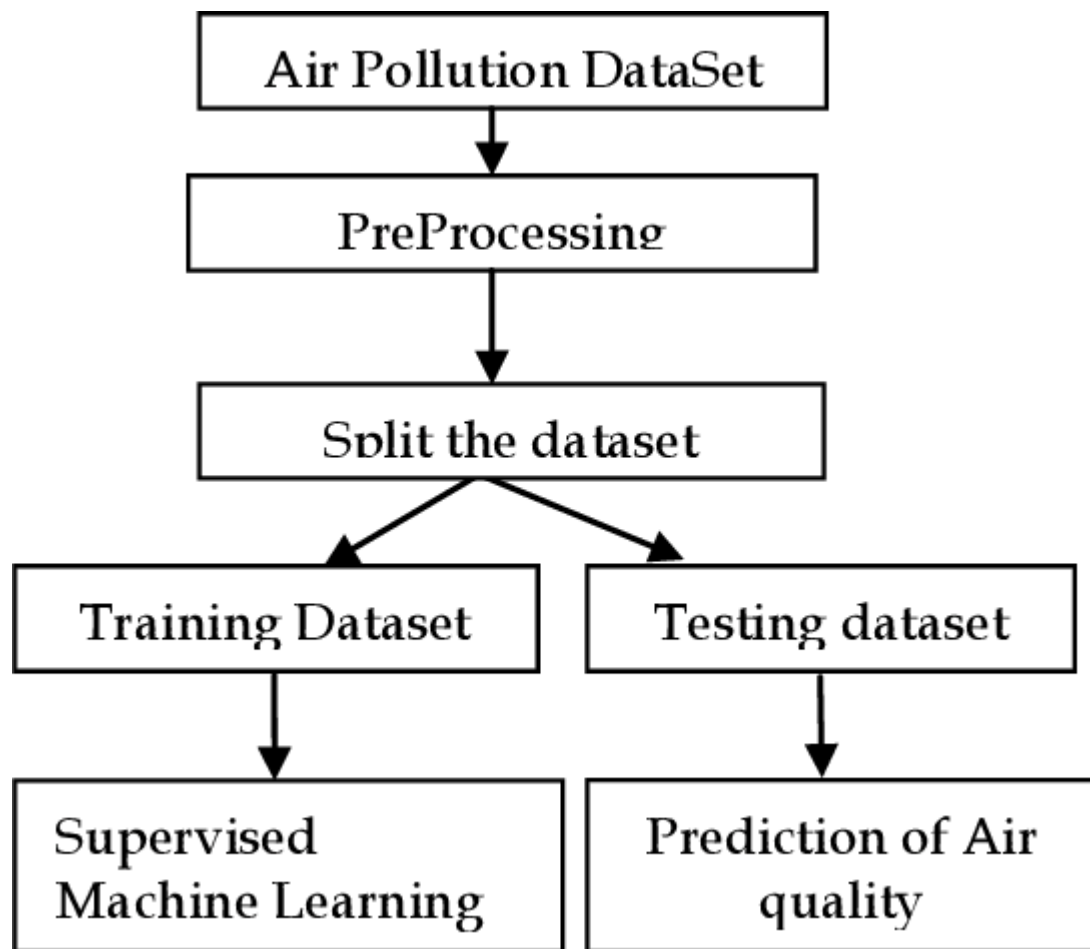 Air Pollution DataSet
PreProcessing
Split the dataset
Training Dataset
Testing dataset
Supervised
Machine Learning
Prediction of Air
quality